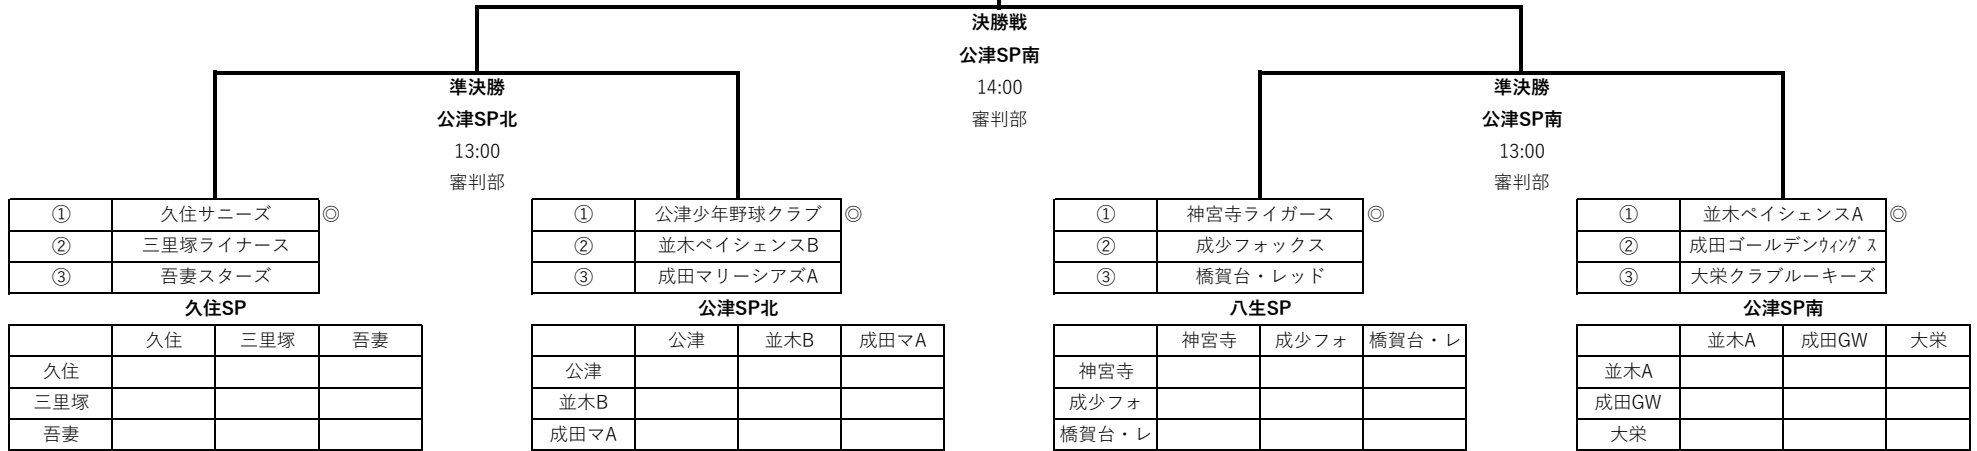 決勝戦
公津SP南
14:00
審判部
準決勝
公津SP北
13:00
審判部
準決勝
公津SP南
13:00
審判部
① 久住サニーズ ◎
② 三里塚ライナース
③ 吾妻スターズ
久住SP
久住 三里塚 吾妻
久住
三里塚
吾妻
① 公津少年野球クラブ ◎
② 並木ペイシェンスB
③ 成田マリーシアズA
公津SP北
公津 並木B 成田マA
公津
並木B
成田マA
① 神宮寺ライガース ◎
② 成少フォックス
③ 橋賀台・レッド
八生SP
神宮寺 成少フォ 橋賀台・レ
神宮寺
成少フォ
橋賀台・レ
① 並木ペイシェンスA ◎
② 成田ゴールデンｳｨﾝｸﾞｽ
③ 大栄クラブルーキーズ
公津SP南
並木A 成田GW 大栄
並木A
成田GW
大栄